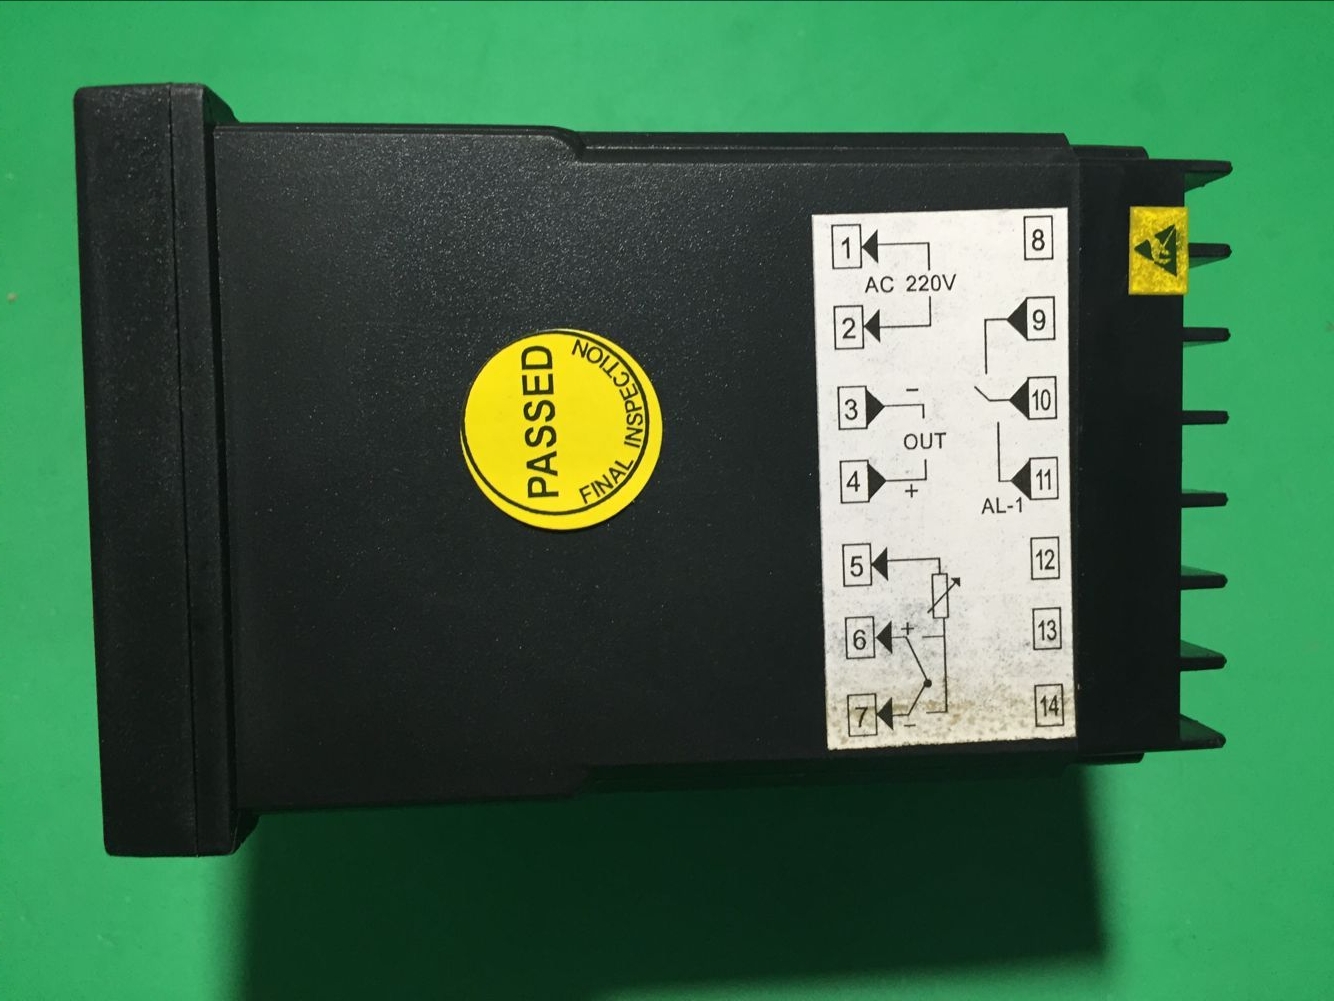 PASSED
FINAL INSPECTION
1
AC 220V
2
3 -
OUT
4 +
5
6 +
7 -
8
9
10
11
AL-1
12
13
14